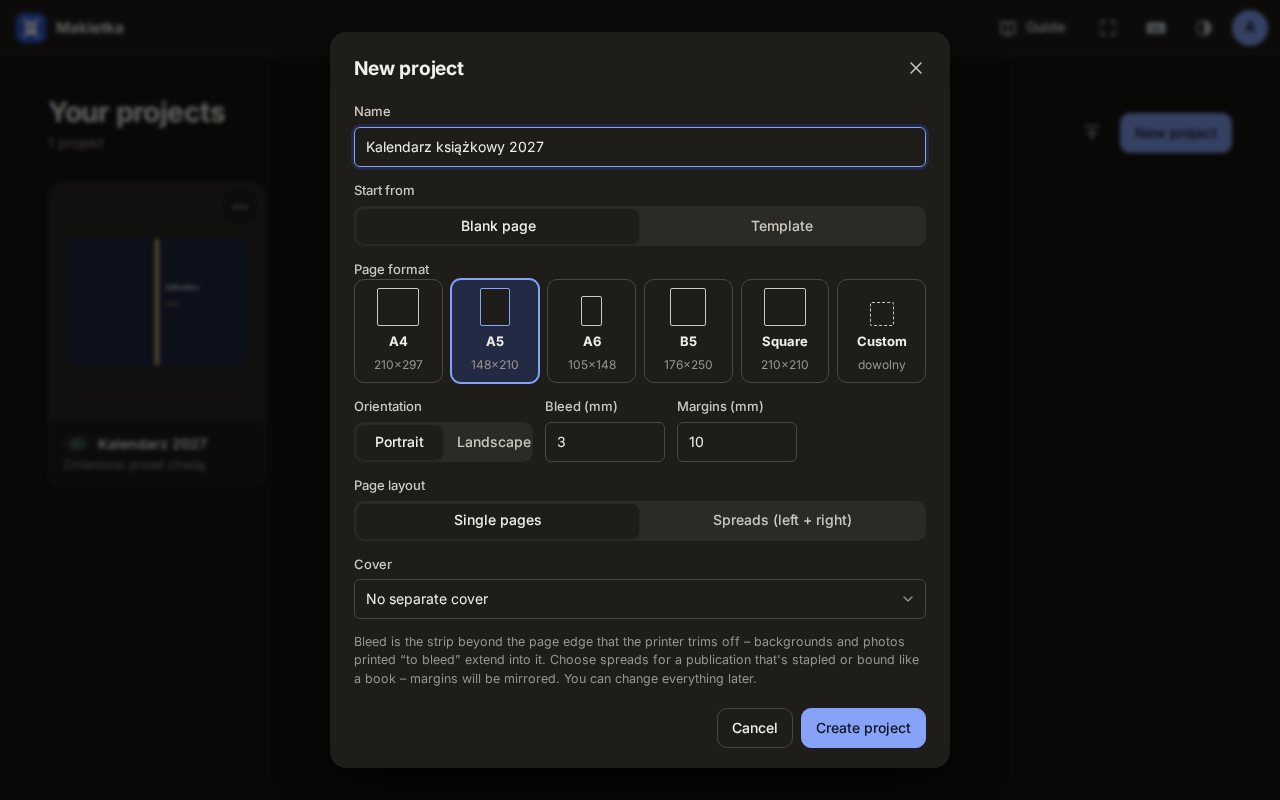 Makietka
Guide
A
Your projects
1 projekt
New project
Kalendarz 2027
Zmieniono przed chwilą
New project
Name
Kalendarz książkowy 2027
Start from
Blank page
Template
Page format
A4
210×297
A5
148×210
A6
105×148
B5
176×250
Square
210×210
Custom
dowolny
Orientation
Bleed (mm)
Margins (mm)
Portrait
Landscape
3
10
Page layout
Single pages
Spreads (left + right)
Cover
No separate cover
Bleed is the strip beyond the page edge that the printer trims off – backgrounds and photos
printed “to bleed” extend into it. Choose spreads for a publication that's stapled or bound like
a book – margins will be mirrored. You can change everything later.
Cancel
Create project